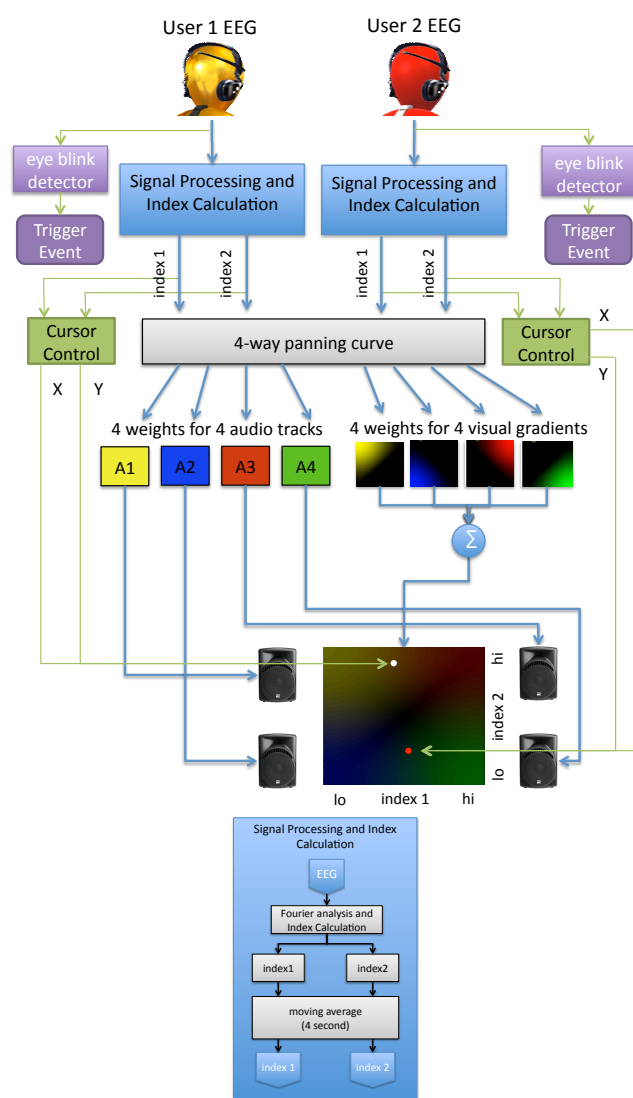 User 1 EEG
User 2 EEG
eye blink
detector
Signal Processing and
Index Calculation
Signal Processing and
Index Calculation
eye blink
detector
Trigger
Event
Trigger
Event
index 1
index 2
index 1
index 2
Cursor
Control
4-way panning curve
Cursor
Control
X
Y
X
Y
4 weights for 4 audio tracks
4 weights for 4 visual gradients
A1
A2
A3
A4
Σ
hi
index 2
lo
lo
index 1
hi
Signal Processing and Index
Calculation
EEG
Fourier analysis and
Index Calculation
index1
index2
moving average
(4 second)
index 1
index 2